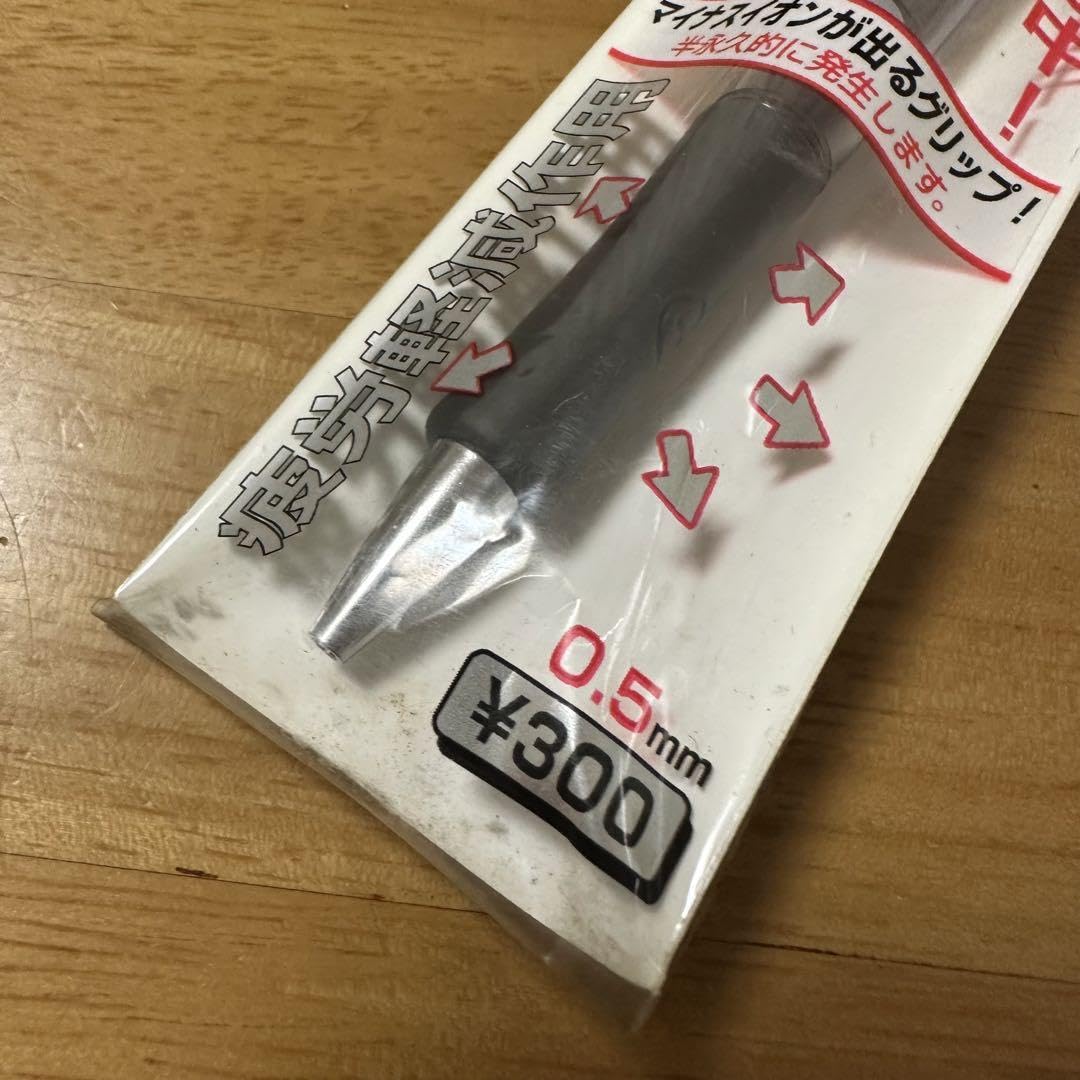 中!
マイナスイオンが出るグリップ!
半永久的に発生します。
疲労軽減作用
0.5mm
¥300